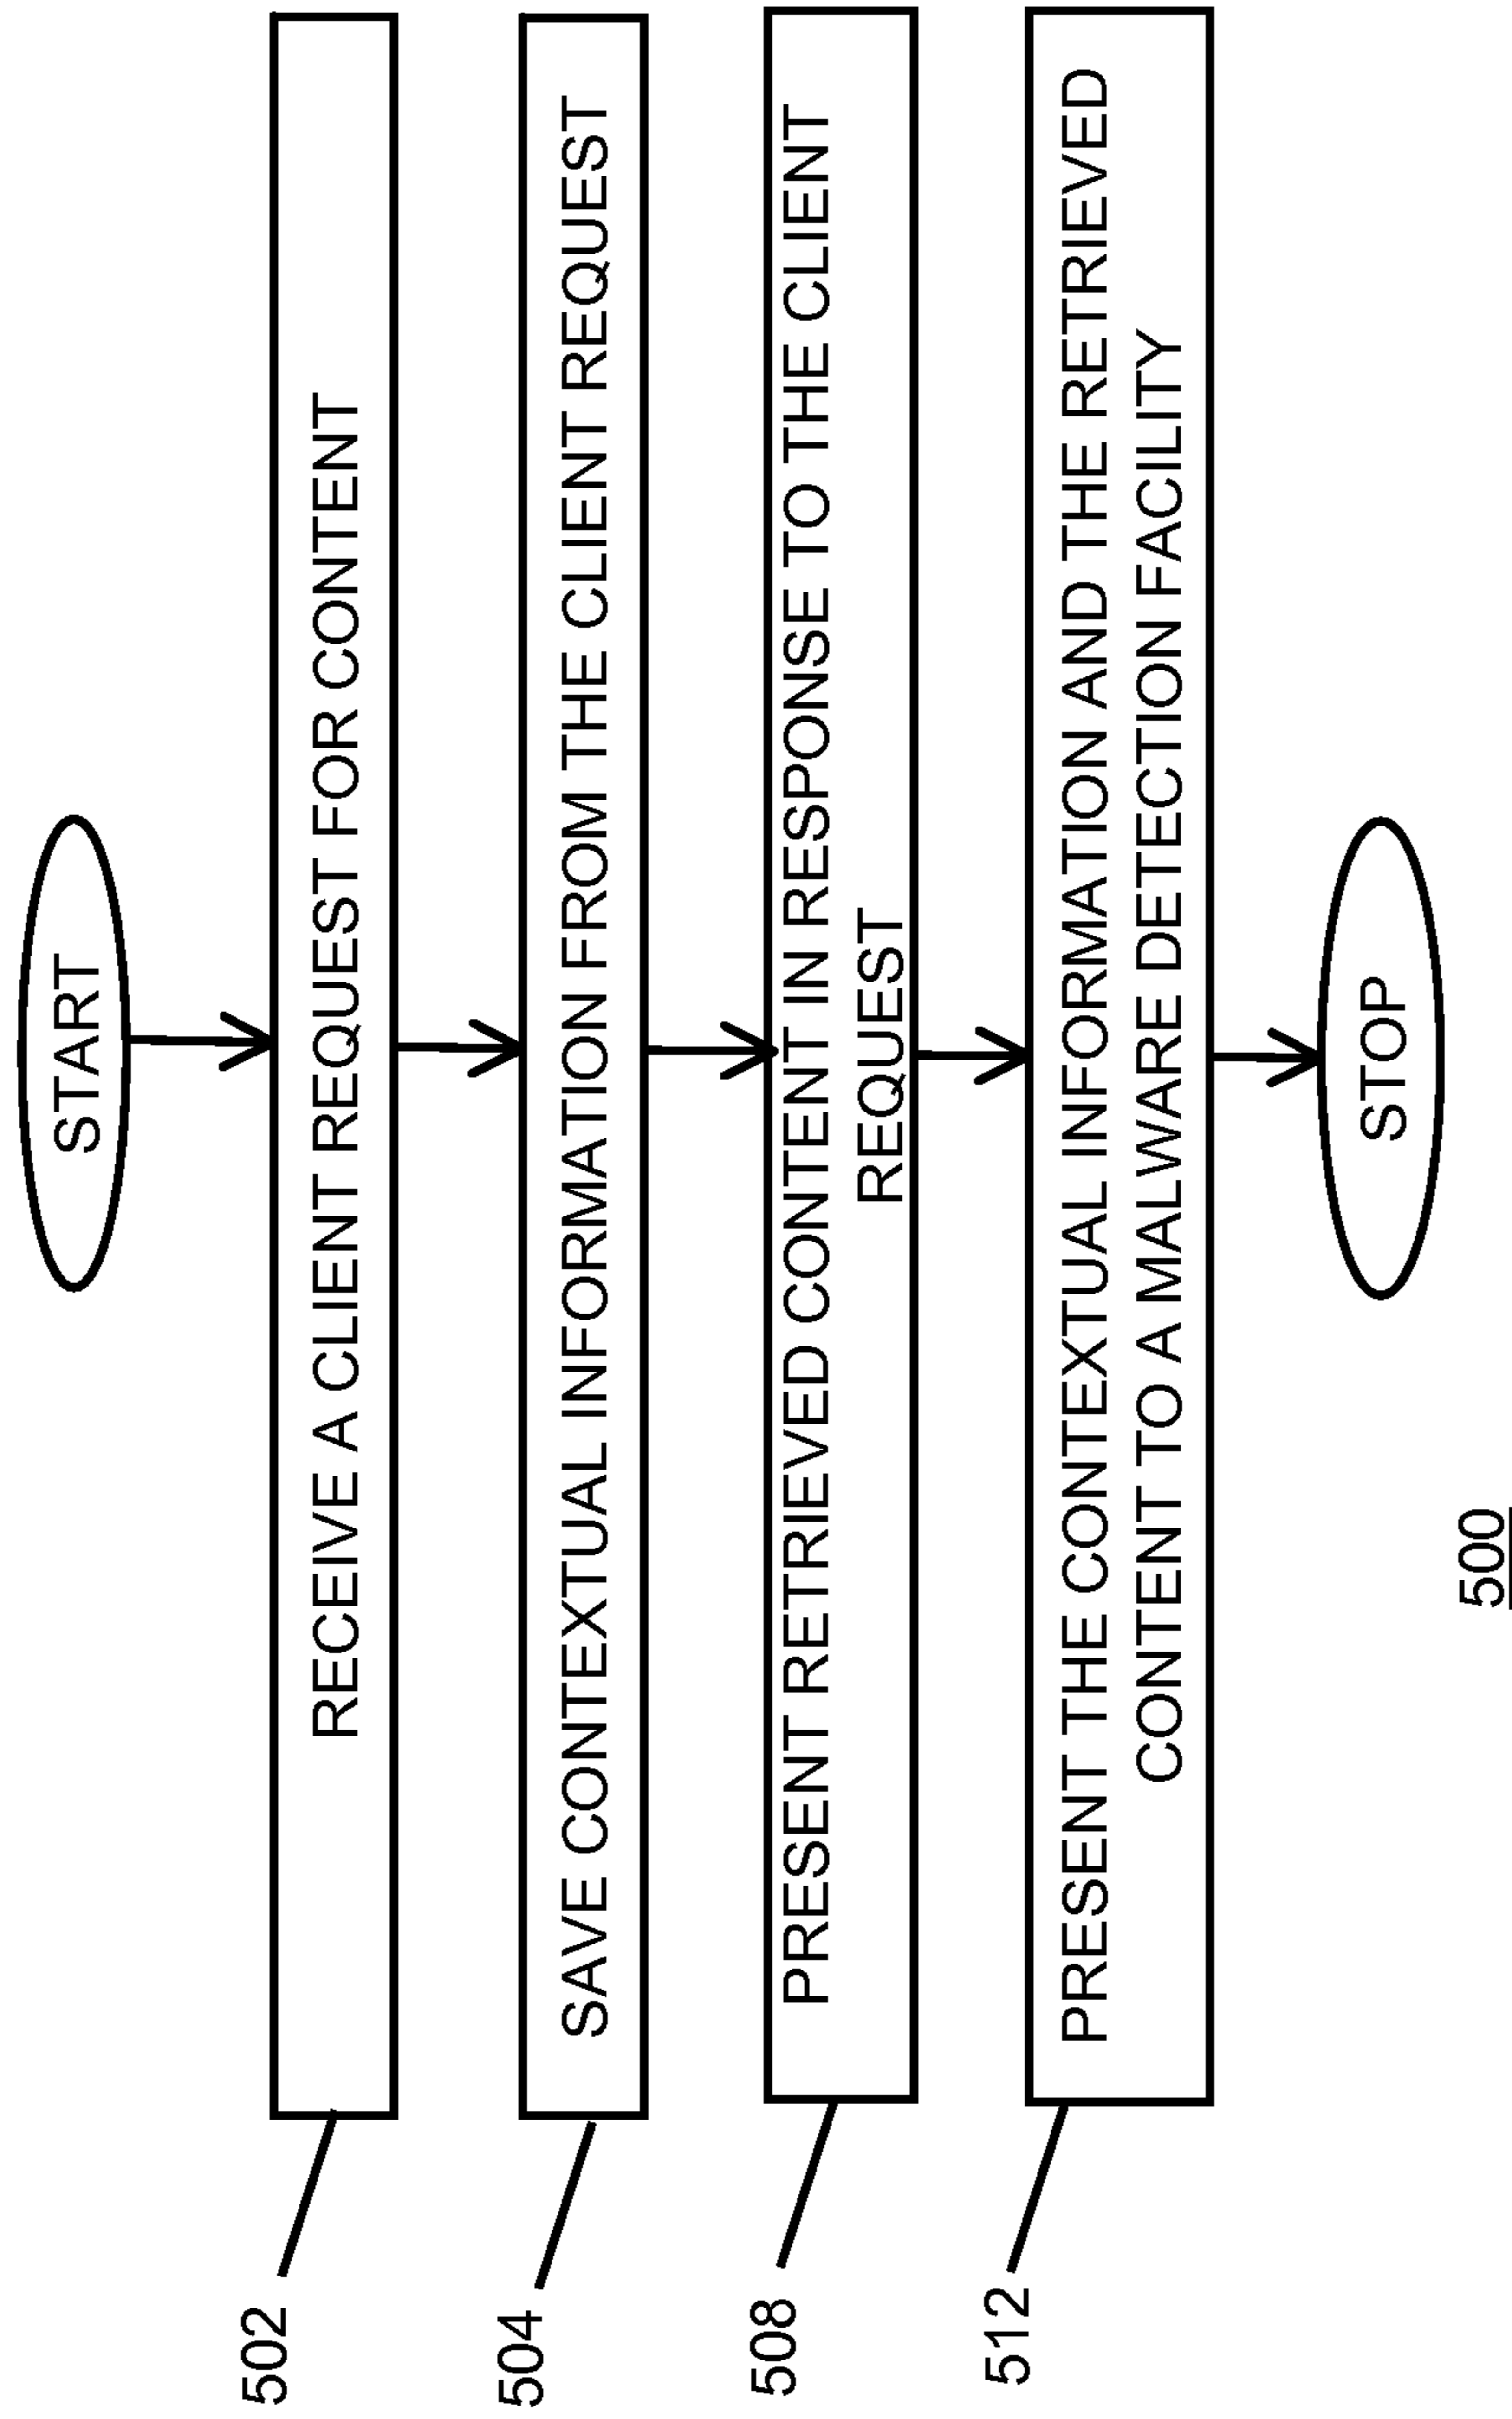 START
502
RECEIVE A CLIENT REQUEST FOR CONTENT
504
SAVE CONTEXTUAL INFORMATION FROM THE CLIENT REQUEST
508
PRESENT RETRIEVED CONTENT IN RESPONSE TO THE CLIENT
REQUEST
512
PRESENT THE CONTEXTUAL INFORMATION AND THE RETRIEVED
CONTENT TO A MALWARE DETECTION FACILITY
STOP
500